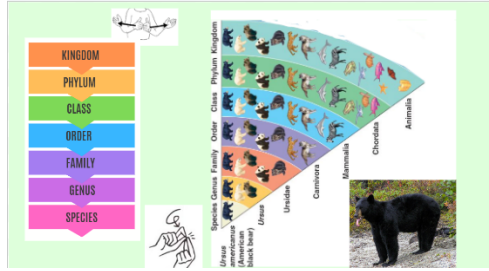 KINGDOM
PHYLUM
CLASS
ORDER
FAMILY
GENUS
SPECIES
Kingdom
Phylum
Class
Order
Family
Genus
Species
Ursus
americanus
(American
black bear)
Ursus
Ursidae
Carnivora
Mammalia
Chordata
Animalia